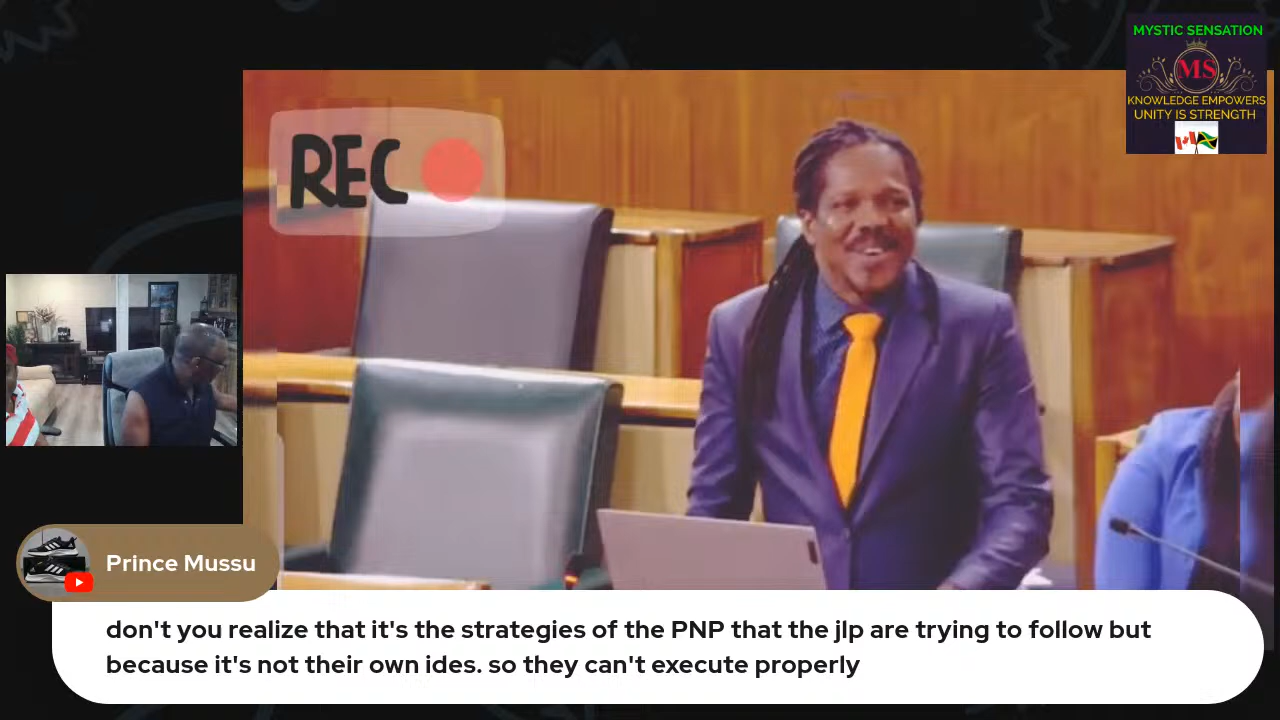 MYSTIC SENSATION
MS
KNOWLEDGE EMPOWERS
UNITY IS STRENGTH
REC
Prince Mussu
don't you realize that it's the strategies of the PNP that the jlp are trying to follow but
because it's not their own ides. so they can't execute properly